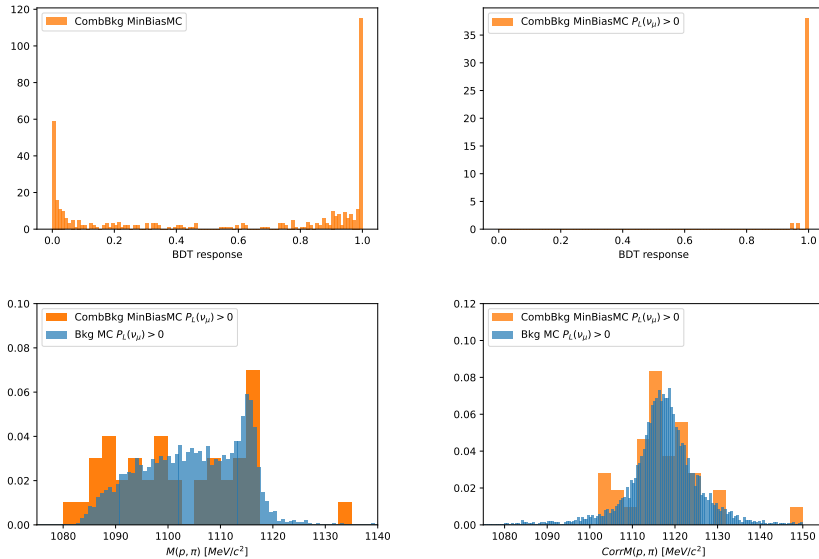 120
100
80
60
40
20
0
0.0 0.2 0.4 0.6 0.8 1.0
BDT response
CombBkg MinBiasMC
35
30
25
20
15
10
5
0
0.0 0.2 0.4 0.6 0.8 1.0
BDT response
CombBkg MinBiasMC $P_L(\nu_\mu) > 0$
0.10
0.08
0.06
0.04
0.02
0.00
1080 1090 1100 1110 1120 1130 1140
$M(p, \pi)$ [$MeV/c^2$]
CombBkg MinBiasMC $P_L(\nu_\mu) > 0$
Bkg MC $P_L(\nu_\mu) > 0$
0.12
0.10
0.08
0.06
0.04
0.02
0.00
1080 1090 1100 1110 1120 1130 1140 1150
$CorrM(p, \pi)$ [$MeV/c^2$]
CombBkg MinBiasMC $P_L(\nu_\mu) > 0$
Bkg MC $P_L(\nu_\mu) > 0$